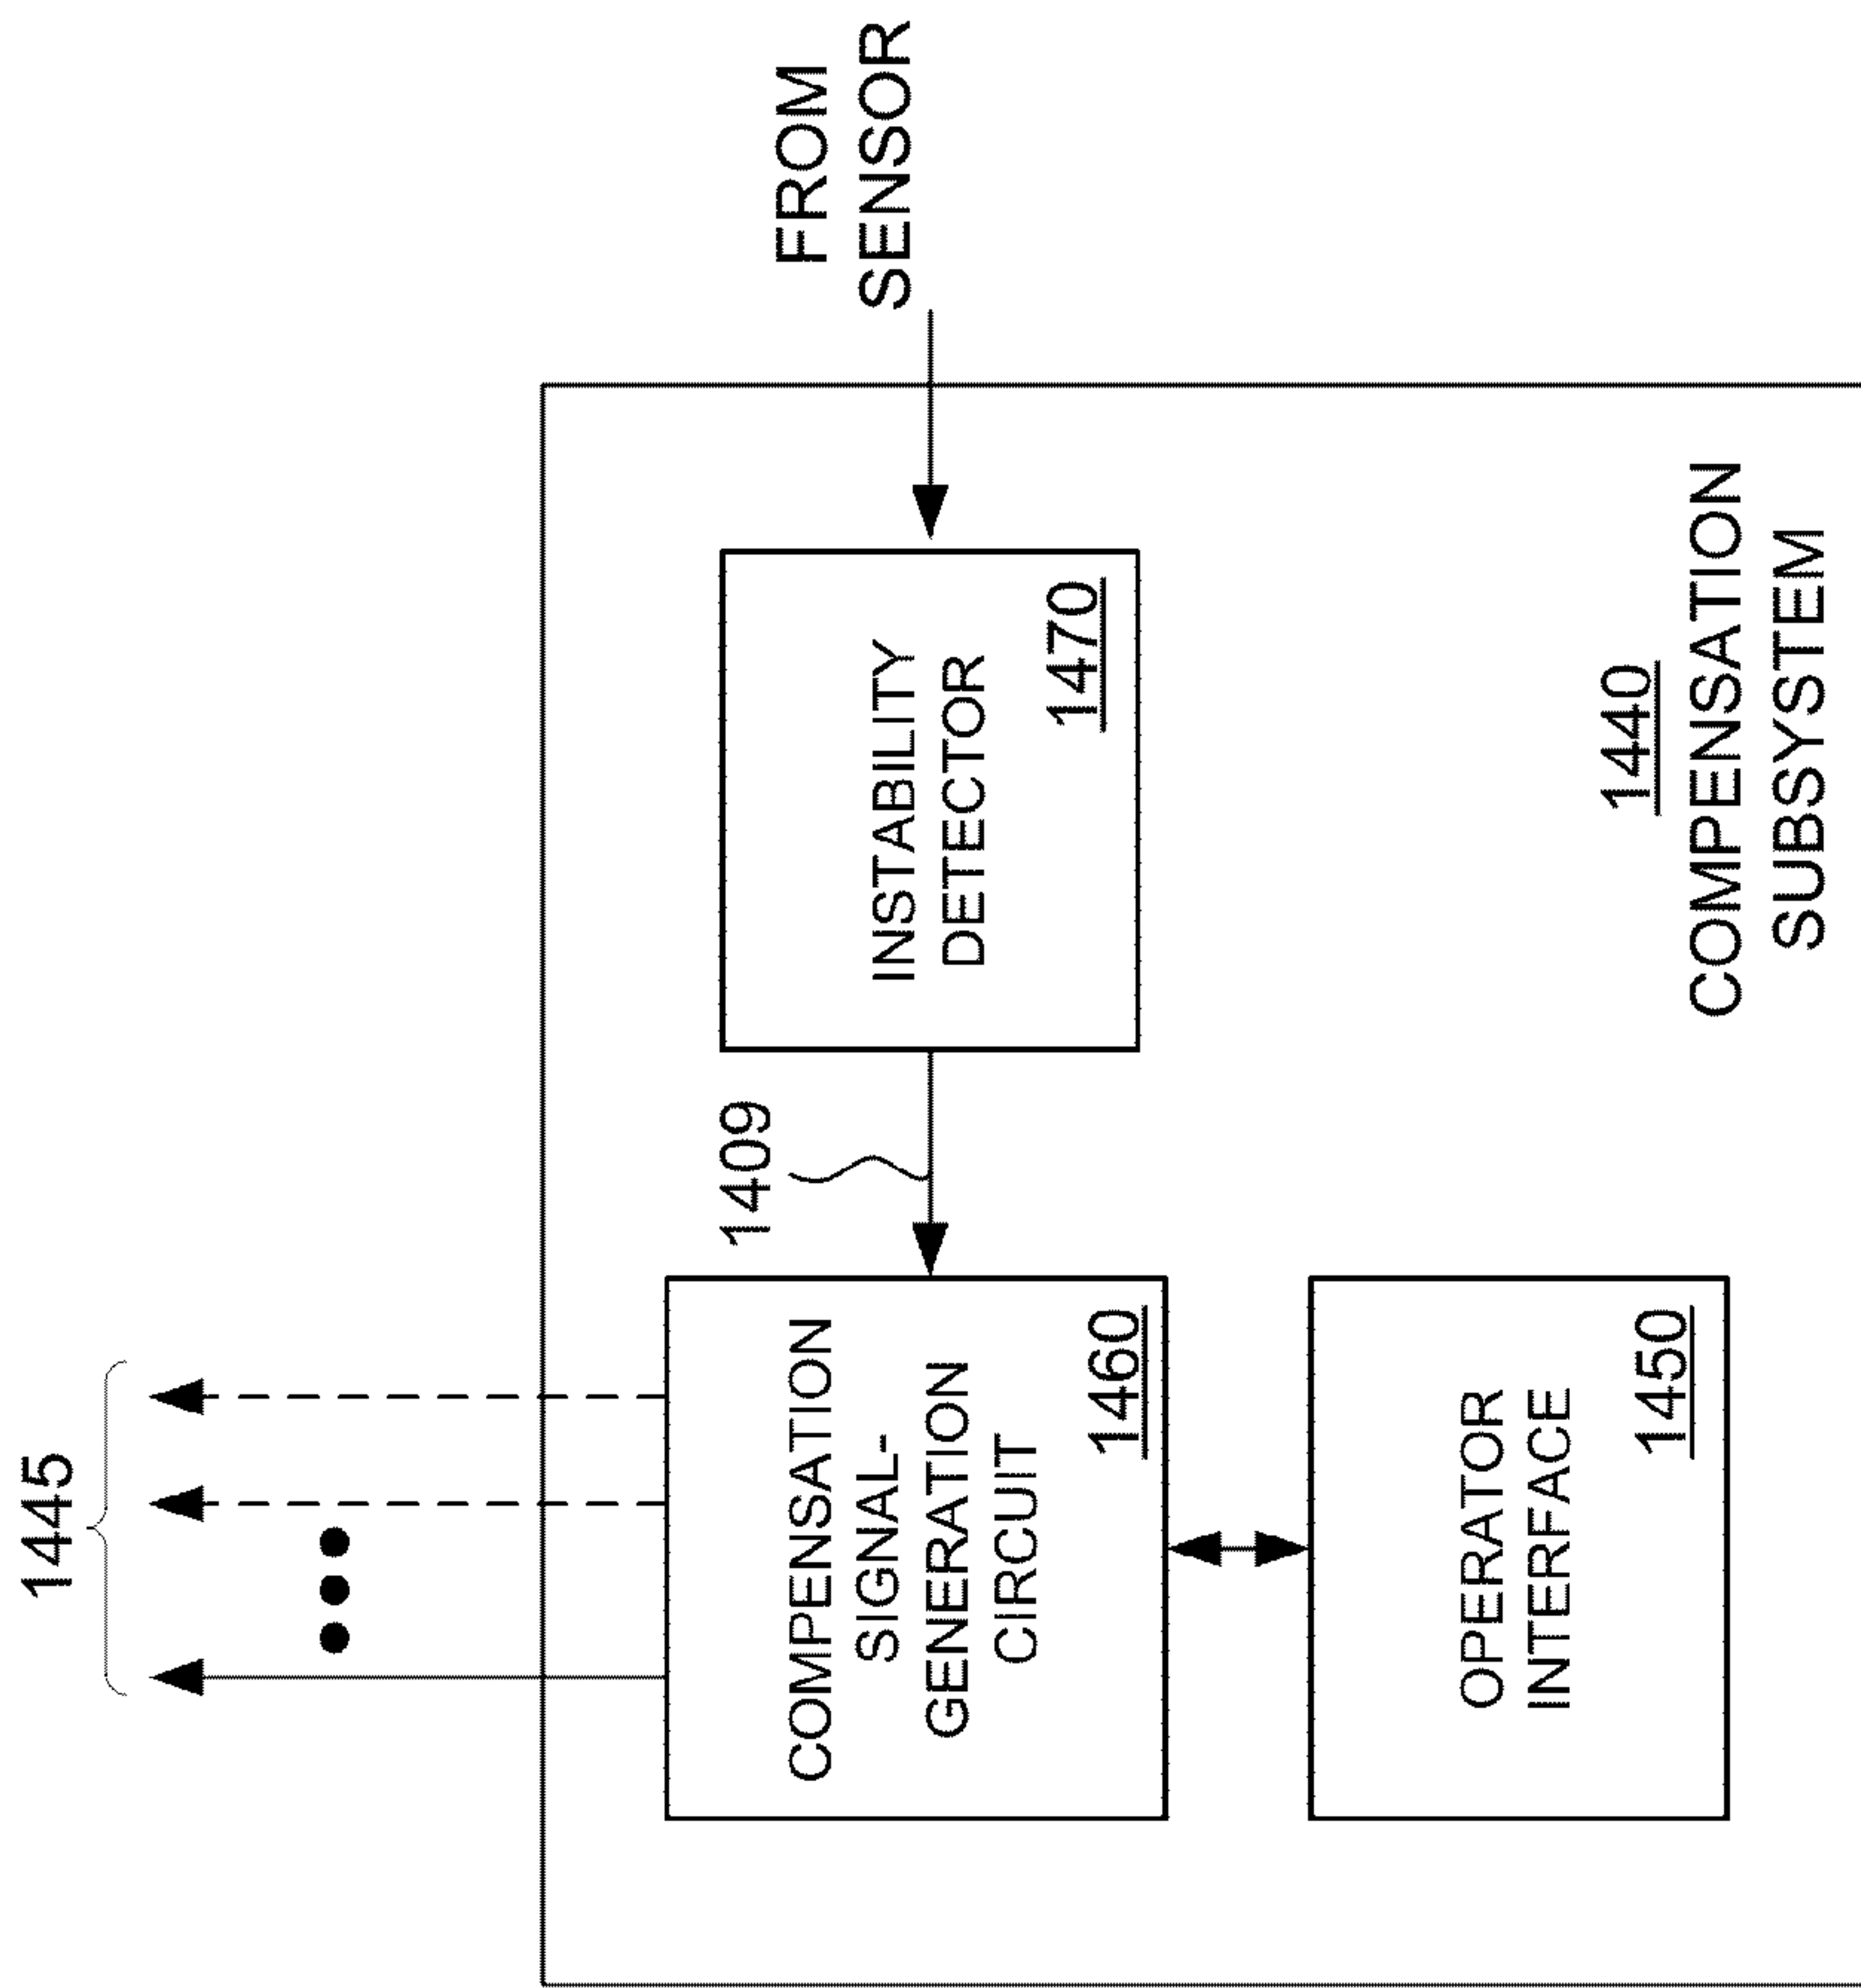 1445
FROM
SENSOR
1409
INSTABILITY
DETECTOR
1470
COMPENSATION
SIGNAL-
GENERATION
CIRCUIT
1460
OPERATOR
INTERFACE
1450
1440
COMPENSATION
SUBSYSTEM